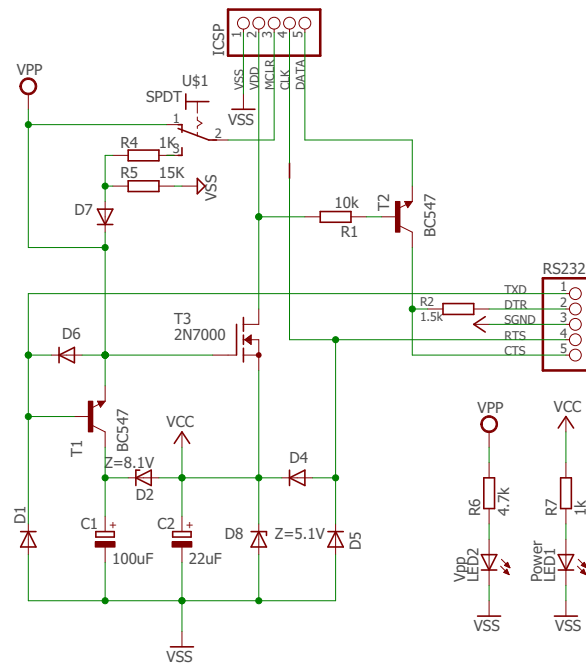 ICSP
1
2
3
4
5
VSS
VDD
MCLR
CLK
DATA
VSS
VPP
U$1
SPDT
1
2
3
R4
1K
R5
15K
VSS
D7
10k
R1
T2
BC547
RS232
TXD 1
DTR 2
SGND 3
RTS 4
CTS 5
R2
1.5k
T3
2N7000
D6
T1
BC547
VCC
Z=8.1V
D2
D4
D1
C1
+
100uF
C2
+
22uF
D8
Z=5.1V
D5
VSS
VPP
R6
4.7k
Vpp
LED2
VSS
VCC
R7
1k
Power
LED1
VSS